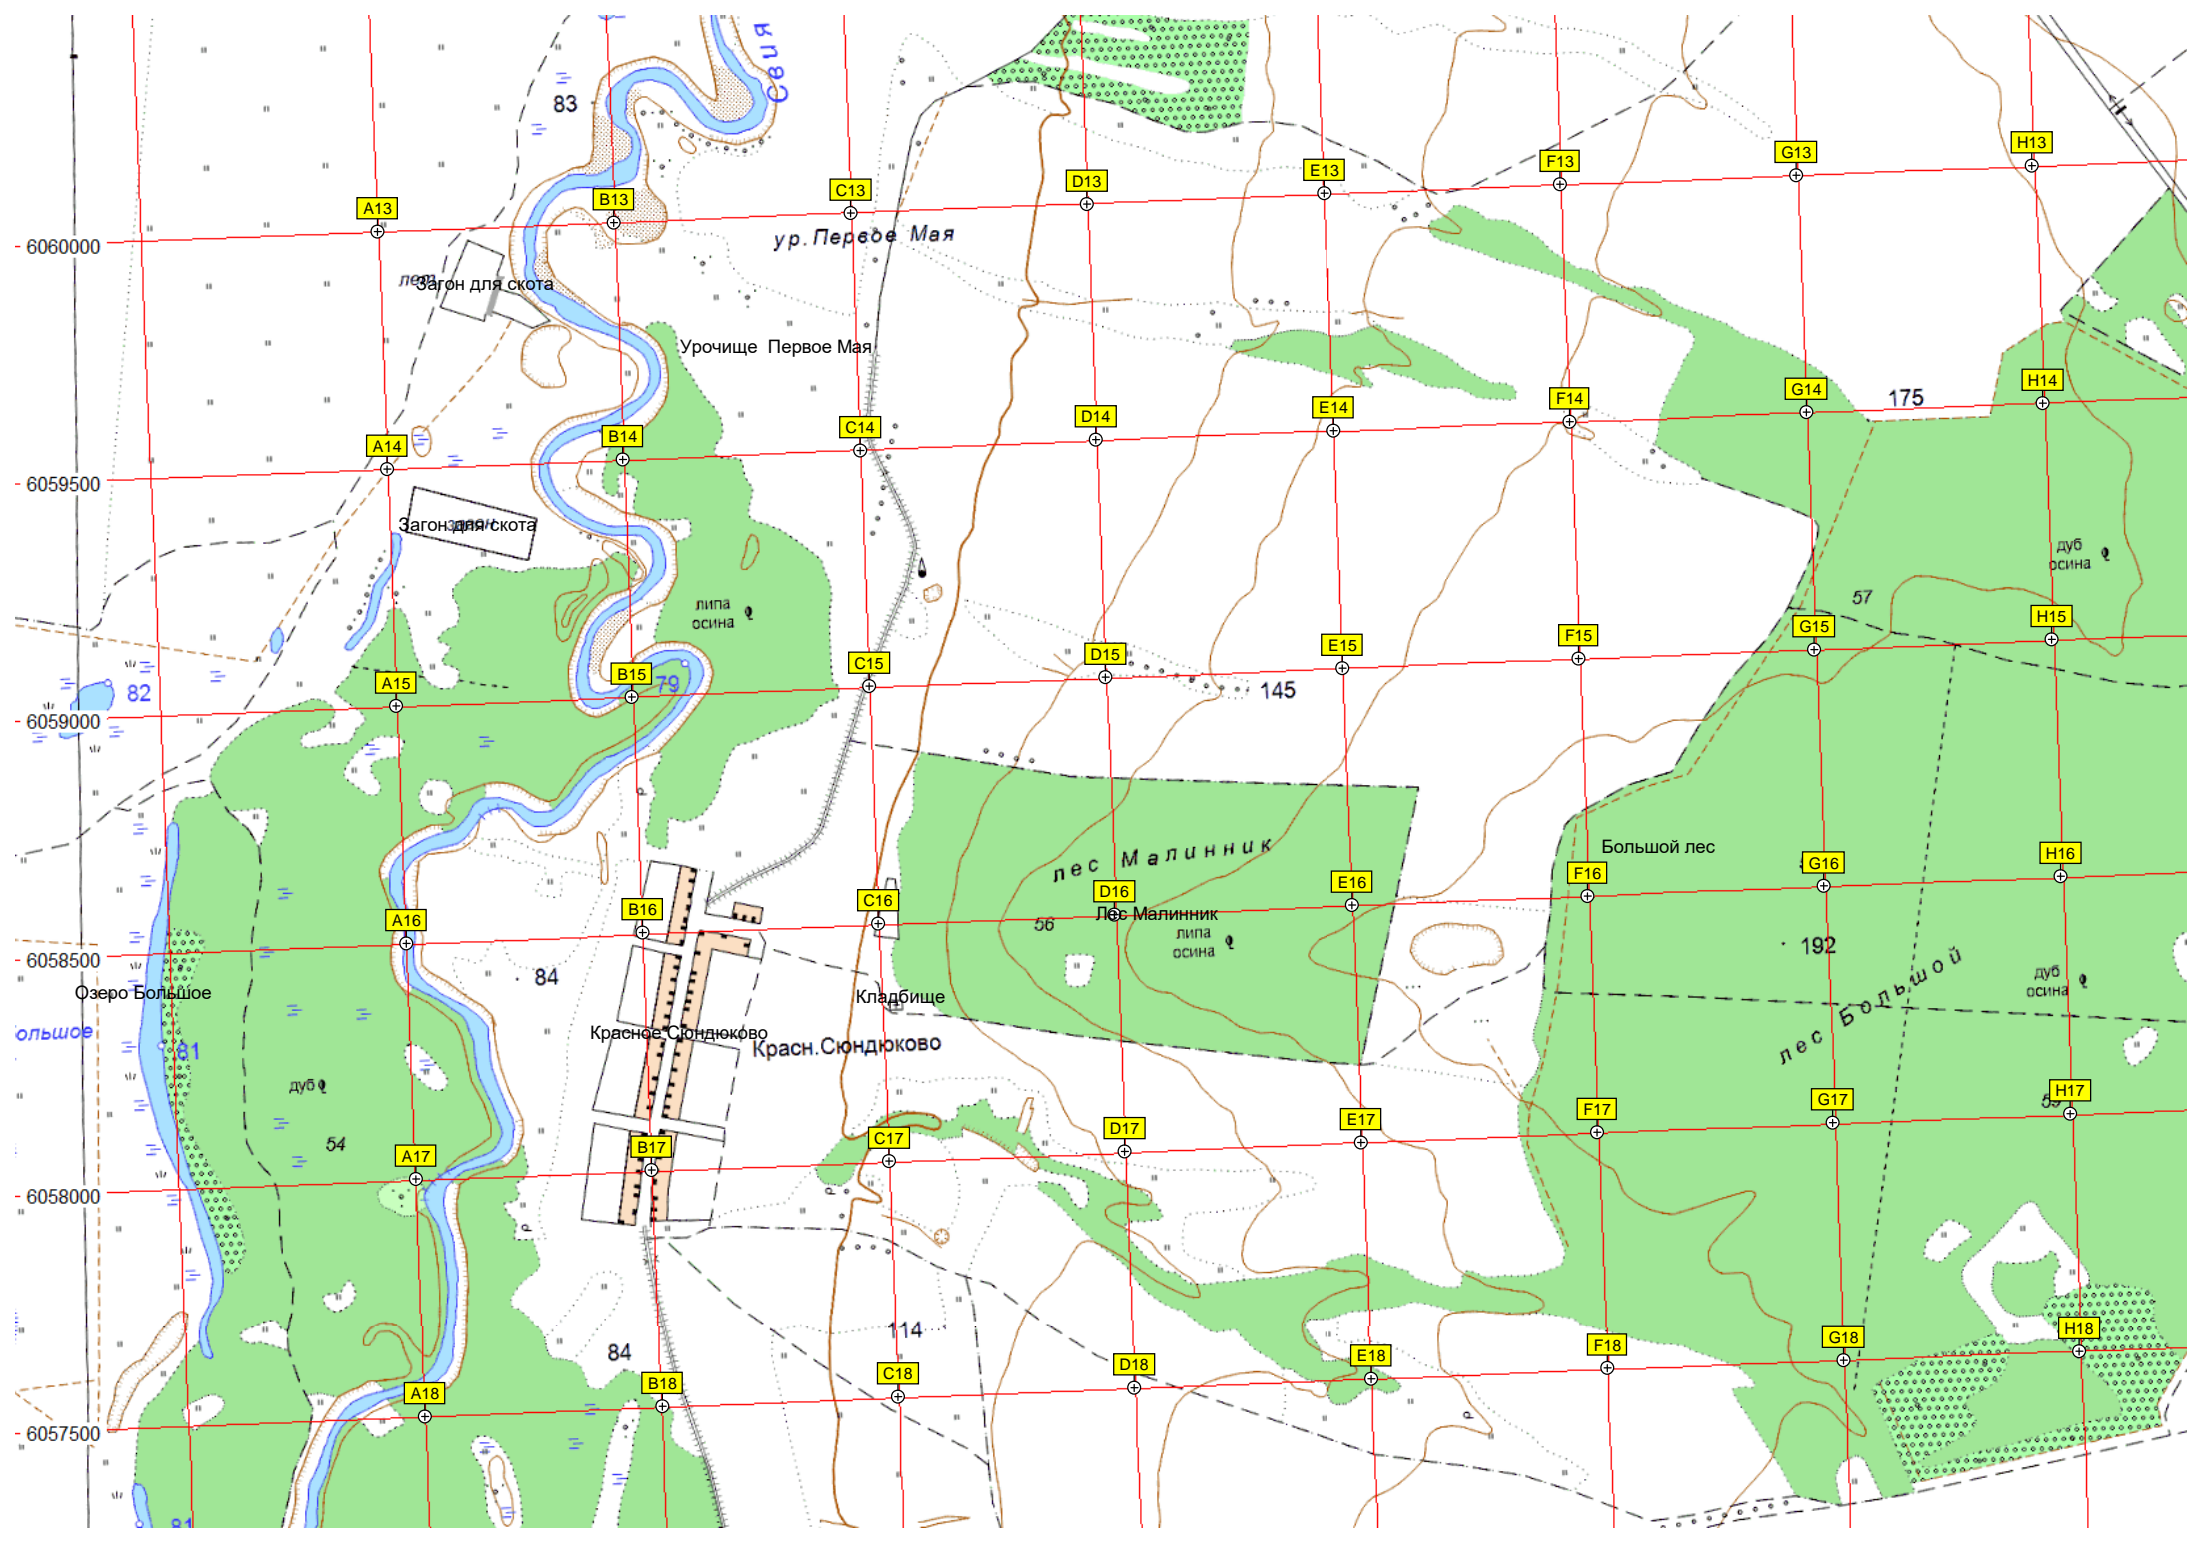 Свия
83
H13
G13
F13
E13
D13
C13
B13
A13
6060000
ур. Первое Мая
лет
Загон для скота
Урочище Первое Мая
H14
G14
175
F14
E14
D14
C14
B14
A14
6059500
Загон для скота
дуб
осина
57
липа
осина
H15
G15
F15
E15
D15
C15
B15
79
A15
145
82
6059000
лес Малинник
Большой лес
H16
G16
F16
E16
D16
C16
B16
A16
56
Лес Малинник
липа
осина
192
6058500
84
дуб
осина
Озеро Большое
Кладбище
ольшое
81
Красное Сюндюково
Красн.Сюндюково
лес Большой
дуб
54
59
H17
G17
F17
E17
D17
C17
B17
A17
6058000
114
84
H18
G18
F18
E18
D18
C18
B18
A18
6057500
81